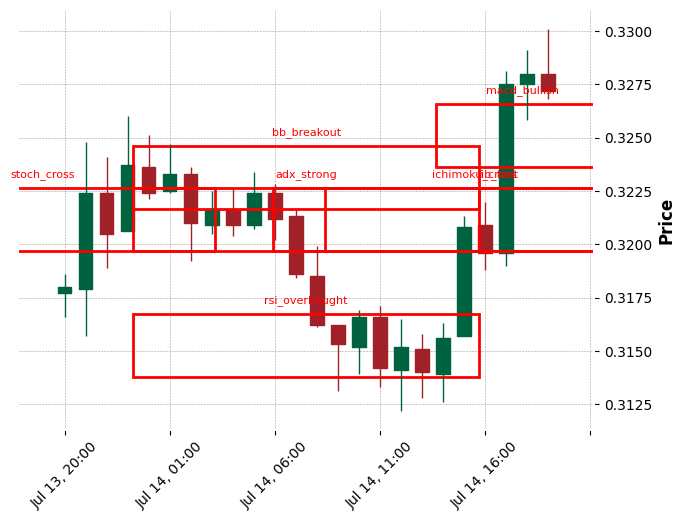 0.3300
0.3275
macd_bullish
0.3250
bb_breakout
stoch_cross
adx_strong
ichimoku_c
0.3225
0.3200
Price
0.3175
rsi_overbought
0.3150
0.3125
Jul 13, 20:00
Jul 14, 01:00
Jul 14, 06:00
Jul 14, 11:00
Jul 14, 16:00